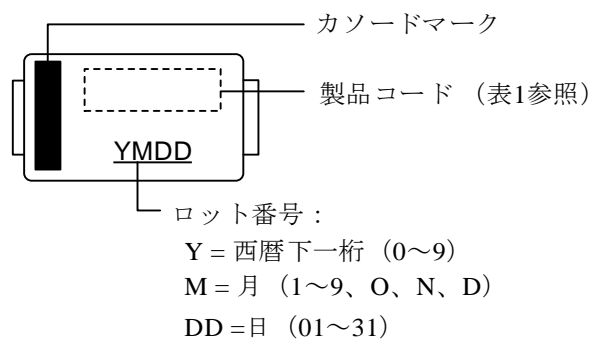 カソードマーク
製品コード （表1参照）
YMDD
ロット番号：
Y = 西暦下一桁（0～9）
M = 月（1～9、O、N、D）
DD =日（01～31）